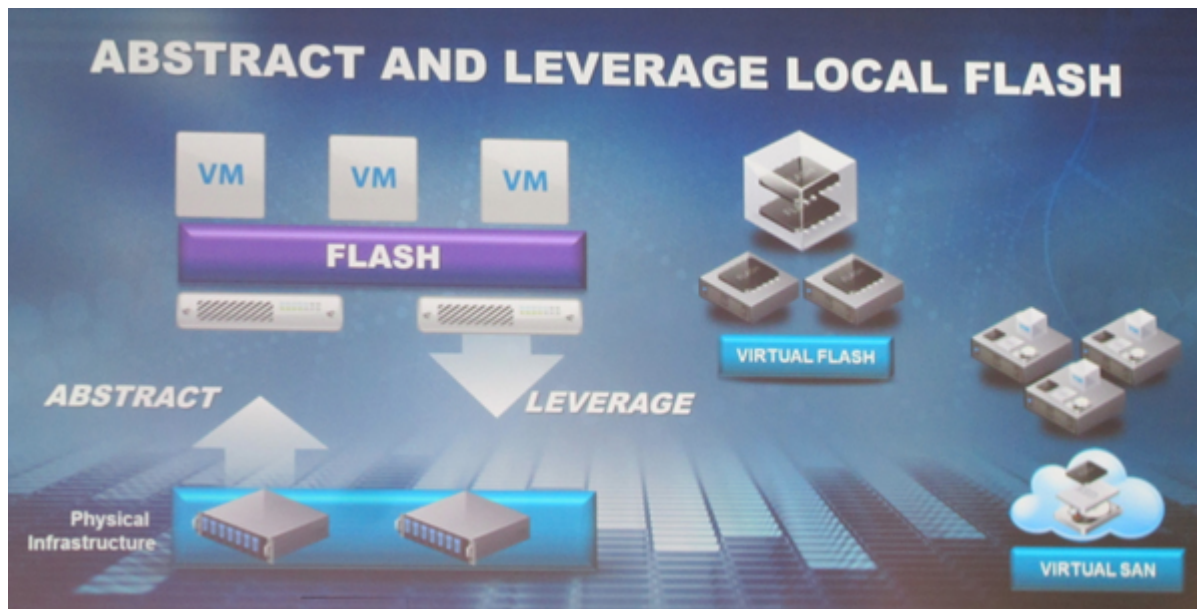 ABSTRACT AND LEVERAGE LOCAL FLASH
VM VM VM
FLASH
VIRTUAL FLASH
ABSTRACT
LEVERAGE
Physical
Infrastructure
VIRTUAL SAN